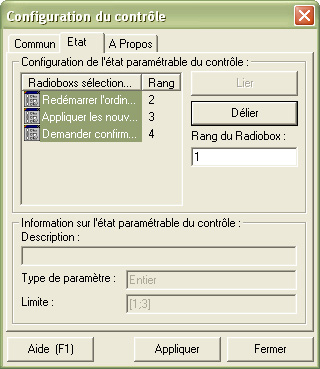 Configuration du contrôle
Commun Etat A Propos
Configuration de l'état paramétrable du contrôle :
Radioboxs sélection... Rang
Redémarrer l'ordin... 2
Appliquer les nouv... 3
Demander confirm... 4
Lier
Délier
Rang du Radiobox :
1
Information sur l'état paramétrable du contrôle :
Description :
Type de paramètre : Entier
Limite : [1;3]
Aide (F1) Appliquer Fermer